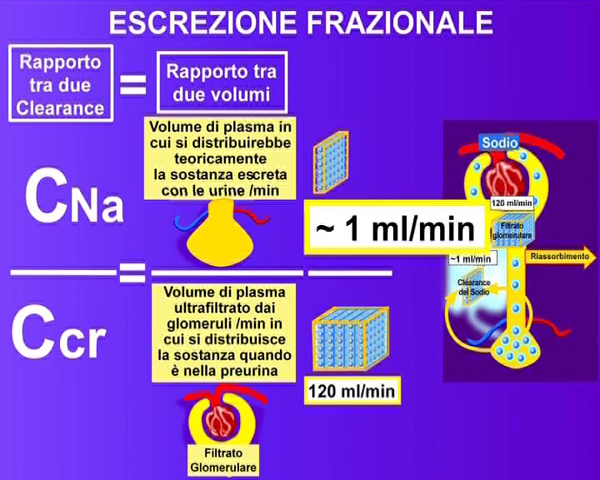 ESCREZIONE FRAZIONALE
Rapporto
tra due
Clearance
=
Rapporto tra
due volumi
CNa
Volume di plasma in
cui si distribuirebbe
teoricamente
la sostanza escreta
con le urine /min
~ 1 ml/min
=
Ccr
Volume di plasma
ultrafiltrato dai
glomeruli /min in
cui si distribuisce
la sostanza quando
è nella preurina
120 ml/min
Filtrato
Glomerulare
Sodio
120 ml/min
Filtrato
glomerulare
~1 ml/min
Riassorbimento
Clearance
del Sodio